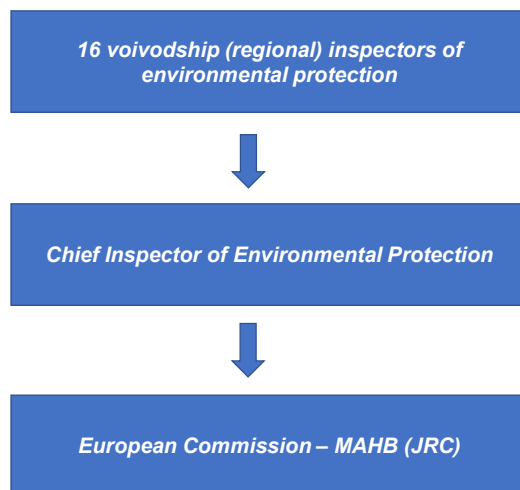 16 voivodship (regional) inspectors of
environmental protection
Chief Inspector of Environmental Protection
European Commission – MAHB (JRC)